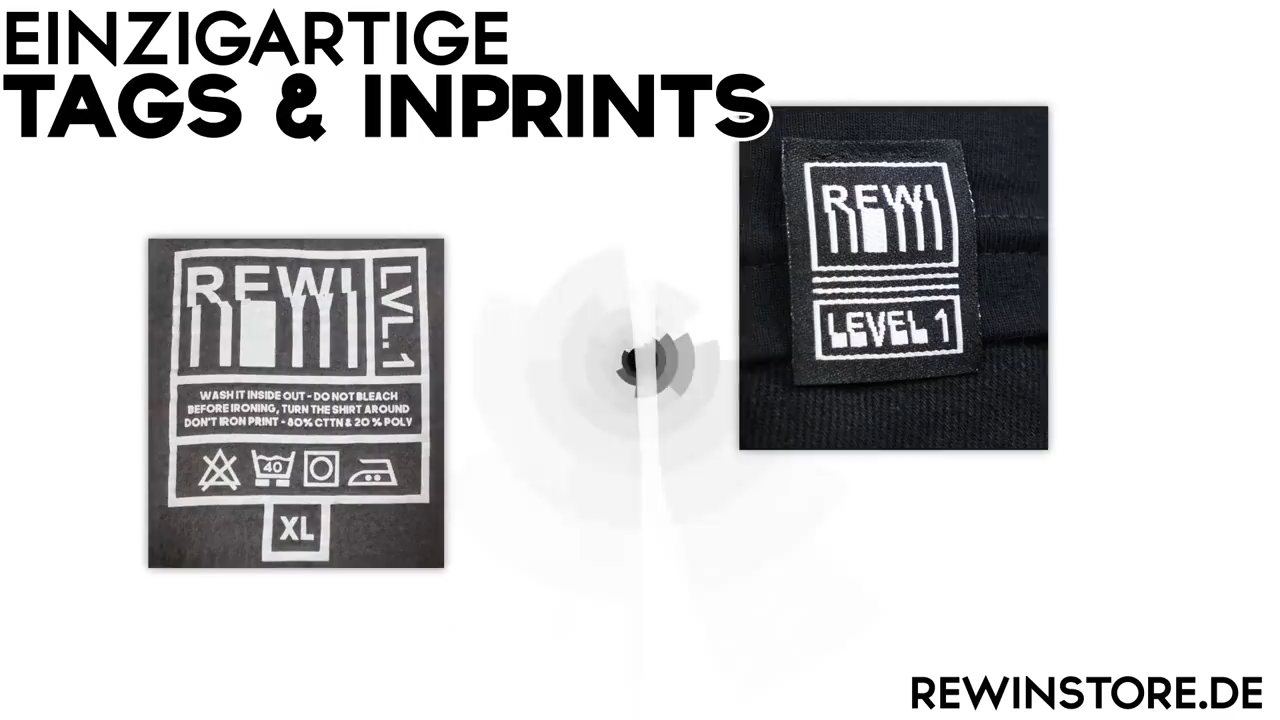 EINZIGARTIGE
TAGS & INPRINTS
REWI
LEVEL 1
REWI
LVL.1
WASH IT INSIDE OUT - DO NOT BLEACH
BEFORE IRONING, TURN THE SHIRT AROUND
DON'T IRON PRINT - 80% CTTN & 20 % POLY
40
XL
REWINSTORE.DE